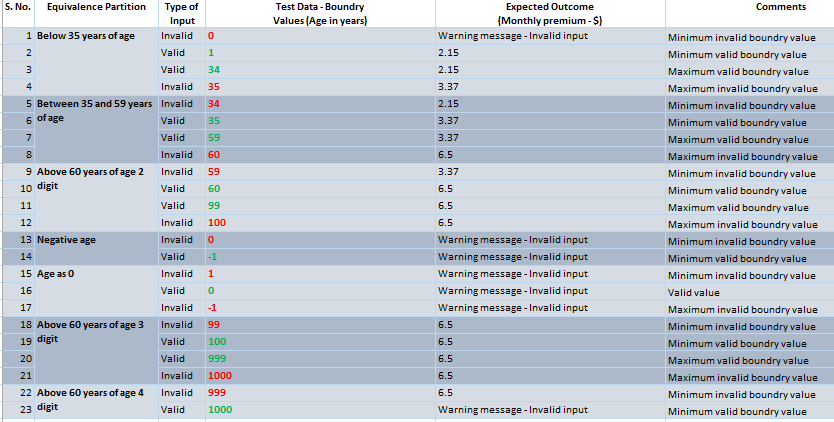 S. No. Equivalence Partition Type of Input Test Data - Boundry Values (Age in years) Expected Outcome (Monthly premium - $) Comments
1 Below 35 years of age Invalid 0 Warning message - Invalid input Minimum invalid boundry value
2 Valid 1 2.15 Minimum valid boundry value
3 Valid 34 2.15 Maximum valid boundry value
4 Invalid 35 3.37 Maximum invalid boundry value
5 Between 35 and 59 years of age Invalid 34 2.15 Minimum invalid boundry value
6 Valid 35 3.37 Minimum valid boundry value
7 Valid 59 3.37 Maximum valid boundry value
8 Invalid 60 6.5 Maximum invalid boundry value
9 Above 60 years of age 2 digit Invalid 59 3.37 Minimum invalid boundry value
10 Valid 60 6.5 Minimum valid boundry value
11 Valid 99 6.5 Maximum valid boundry value
12 Invalid 100 6.5 Maximum invalid boundry value
13 Negative age Invalid 0 Warning message - Invalid input Minimum invalid boundry value
14 Valid -1 Warning message - Invalid input Minimum valid boundry value
15 Age as 0 Invalid 1 Warning message - Invalid input Minimum invalid boundry value
16 Valid 0 Warning message - Invalid input Valid value
17 Invalid -1 Warning message - Invalid input Maximum invalid boundry value
18 Above 60 years of age 3 digit Invalid 99 6.5 Minimum invalid boundry value
19 Valid 100 6.5 Minimum valid boundry value
20 Valid 999 6.5 Maximum valid boundry value
21 Invalid 1000 6.5 Maximum invalid boundry value
22 Above 60 years of age 4 digit Invalid 999 6.5 Minimum invalid boundry value
23 Valid 1000 Warning message - Invalid input Minimum valid boundry value